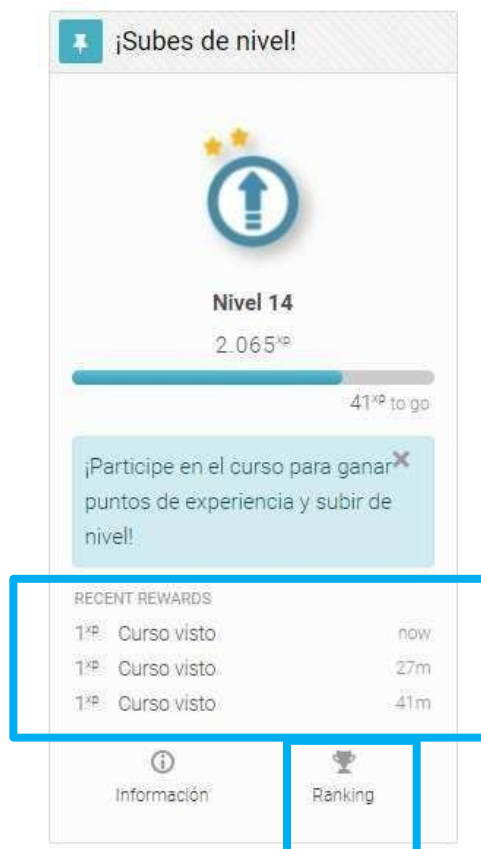 ¡Subes de nivel!
Nivel 14
2.065xp
41xp to go
¡Participe en el curso para ganar
puntos de experiencia y subir de
nivel!
RECENT REWARDS
1xp Curso visto now
1xp Curso visto 27m
1xp Curso visto 41m
Información Ranking